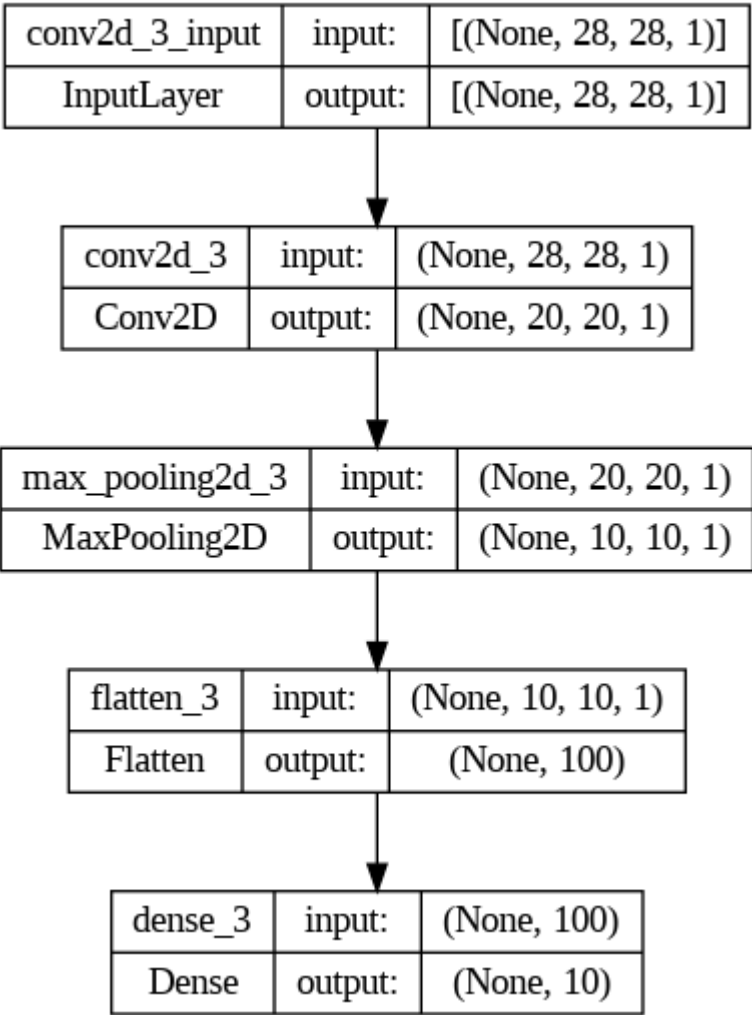 conv2d_3_input input: [(None, 28, 28, 1)]
InputLayer output: [(None, 28, 28, 1)]
conv2d_3 input: (None, 28, 28, 1)
Conv2D output: (None, 20, 20, 1)
max_pooling2d_3 input: (None, 20, 20, 1)
MaxPooling2D output: (None, 10, 10, 1)
flatten_3 input: (None, 10, 10, 1)
Flatten output: (None, 100)
dense_3 input: (None, 100)
Dense output: (None, 10)